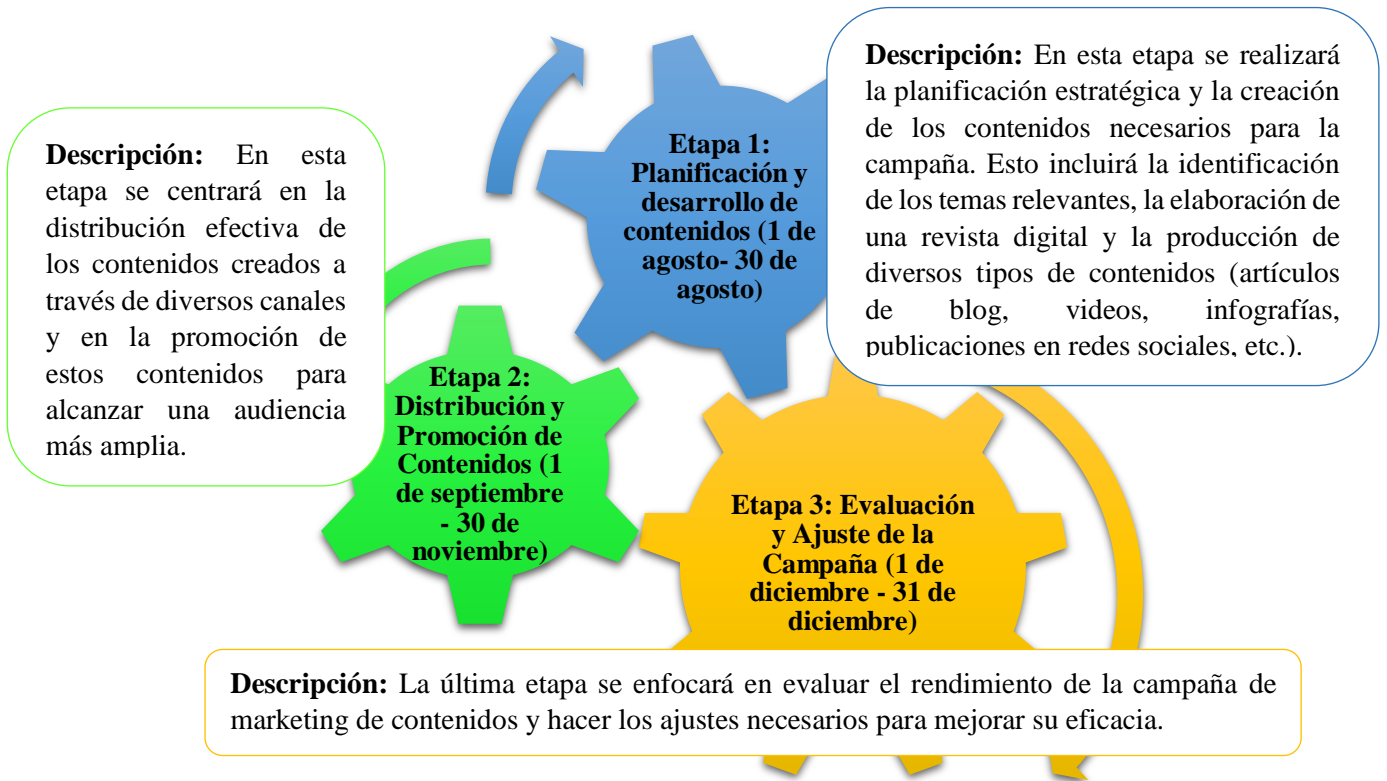 Etapa 1:
Planificación y
desarrollo de
contenidos (1 de
agosto- 30 de
agosto)
Descripción: En esta etapa se realizará
la planificación estratégica y la creación
de los contenidos necesarios para la
campaña. Esto incluirá la identificación
de los temas relevantes, la elaboración de
una revista digital y la producción de
diversos tipos de contenidos (artículos
de blog, videos, infografías,
publicaciones en redes sociales, etc.).
Descripción: En esta
etapa se centrará en la
distribución efectiva de
los contenidos creados a
través de diversos canales
y en la promoción de
estos contenidos para
alcanzar una audiencia
más amplia.
Etapa 2:
Distribución y
Promoción de
Contenidos (1
de septiembre
- 30 de
noviembre)
Etapa 3: Evaluación
y Ajuste de la
Campaña (1 de
diciembre - 31 de
diciembre)
Descripción: La última etapa se enfocará en evaluar el rendimiento de la campaña de
marketing de contenidos y hacer los ajustes necesarios para mejorar su eficacia.